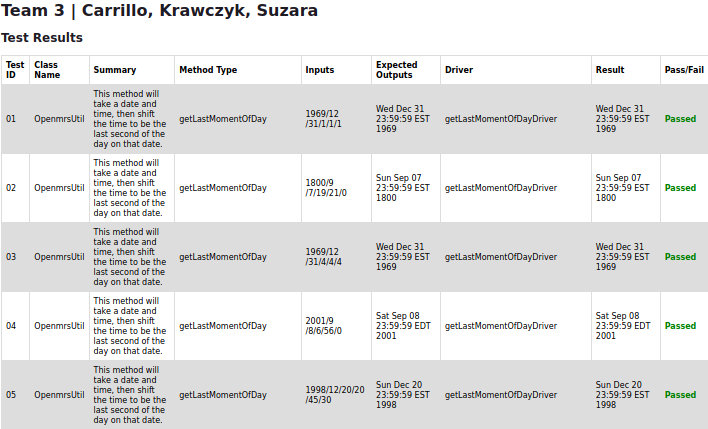 Team 3 | Carrillo, Krawczyk, Suzara
Test Results
Test ID | Class Name | Summary | Method Type | Inputs | Expected Outputs | Driver | Result | Pass/Fail
01 | OpenmrsUtil | This method will take a date and time, then shift the time to be the last second of the day on that date. | getLastMomentOfDay | 1969/12 /31/1/1/1 | Wed Dec 31 23:59:59 EST 1969 | getLastMomentOfDayDriver | Wed Dec 31 23:59:59 EST 1969 | Passed
02 | OpenmrsUtil | This method will take a date and time, then shift the time to be the last second of the day on that date. | getLastMomentOfDay | 1800/9 /7/19/21/0 | Sun Sep 07 23:59:59 EST 1800 | getLastMomentOfDayDriver | Sun Sep 07 23:59:59 EST 1800 | Passed
03 | OpenmrsUtil | This method will take a date and time, then shift the time to be the last second of the day on that date. | getLastMomentOfDay | 1969/12 /31/4/4/4 | Wed Dec 31 23:59:59 EST 1969 | getLastMomentOfDayDriver | Wed Dec 31 23:59:59 EST 1969 | Passed
04 | OpenmrsUtil | This method will take a date and time, then shift the time to be the last second of the day on that date. | getLastMomentOfDay | 2001/9 /8/6/56/0 | Sat Sep 08 23:59:59 EDT 2001 | getLastMomentOfDayDriver | Sat Sep 08 23:59:59 EDT 2001 | Passed
05 | OpenmrsUtil | This method will take a date and time, then shift the time to be the last second of the day on that date. | getLastMomentOfDay | 1998/12/20/20 /45/30 | Sun Dec 20 23:59:59 EST 1998 | getLastMomentOfDayDriver | Sun Dec 20 23:59:59 EST 1998 | Passed